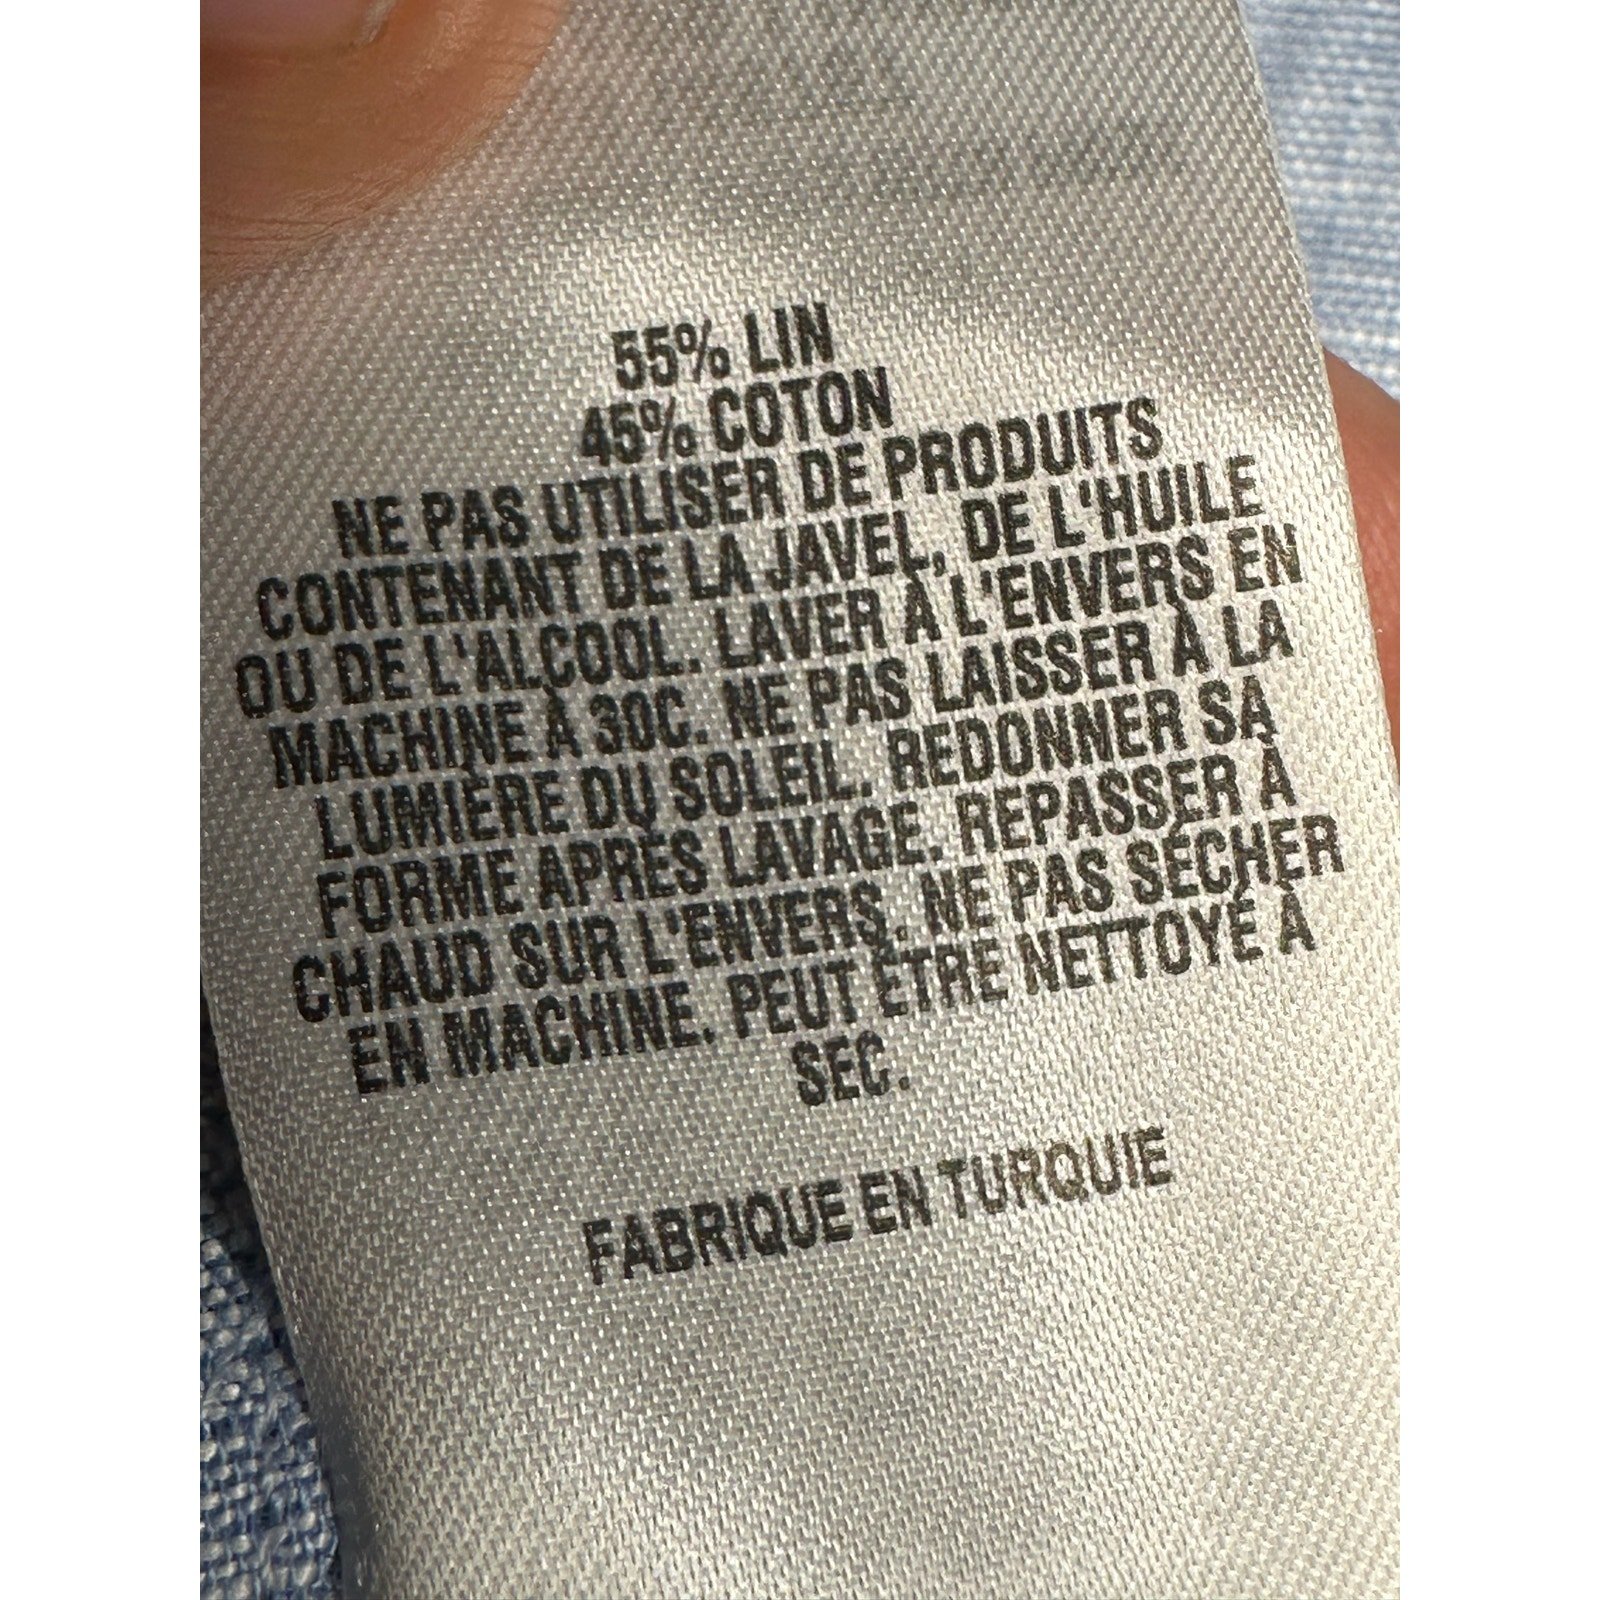 55% LIN
45% COTON
NE PAS UTILISER DE PRODUITS
CONTENANT DE LA JAVEL, DE L'HUILE
OU DE L'ALCOOL. LAVER À L'ENVERS EN
MACHINE À 30C. NE PAS LAISSER À LA
LUMIÈRE DU SOLEIL. REDONNER SA
FORME APRÈS LAVAGE. REPASSER À
CHAUD SUR L'ENVERS. NE PAS SÉCHER
EN MACHINE. PEUT ÊTRE NETTOYÉ À
SEC.
FABRIQUE EN TURQUIE